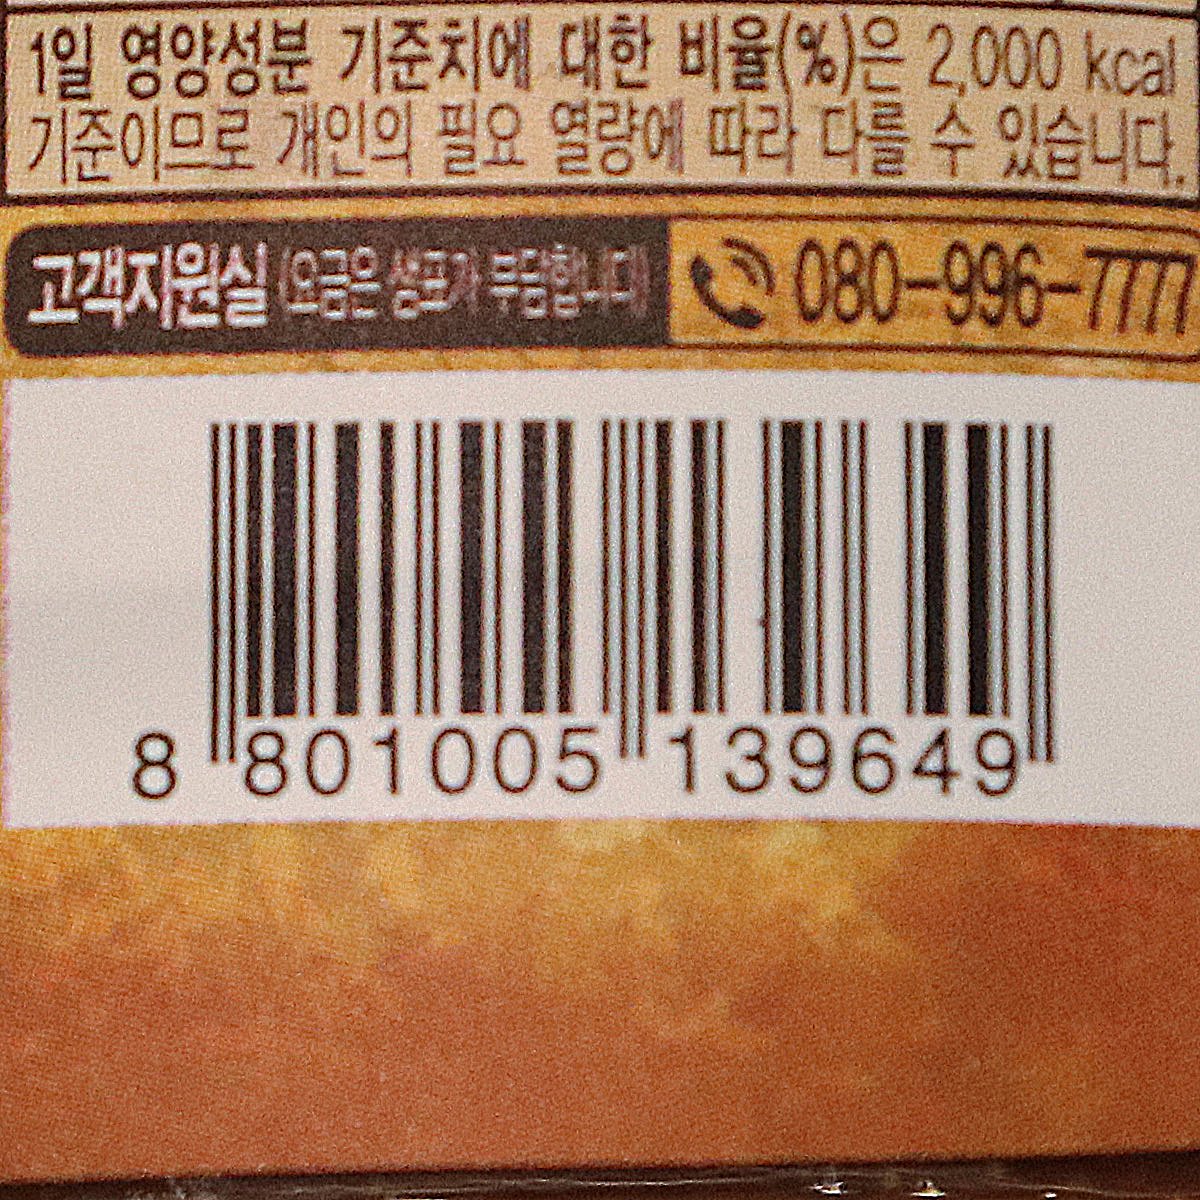 1일 영양성분 기준치에 대한 비율(%)은 2,000 kcal
기준이므로 개인의 필요 열량에 따라 다를 수 있습니다.
고객지원실 (요금은 샘표가 부담합니다) 080-996-7777
8 801005 139649